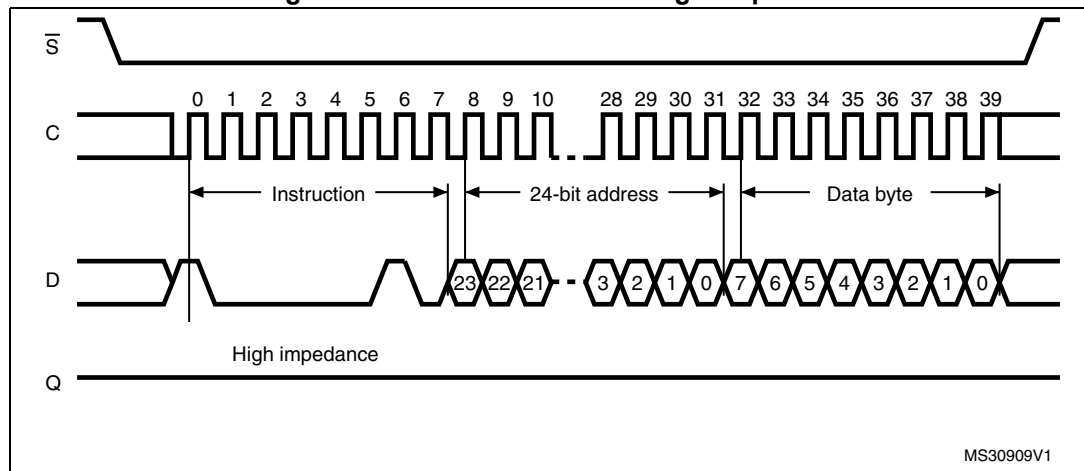 S
0 1 2 3 4 5 6 7 8 9 10 28 29 30 31 32 33 34 35 36 37 38 39
C
Instruction 24-bit address Data byte
D
23 22 21 3 2 1 0 7 6 5 4 3 2 1 0
High impedance
Q
MS30909V1